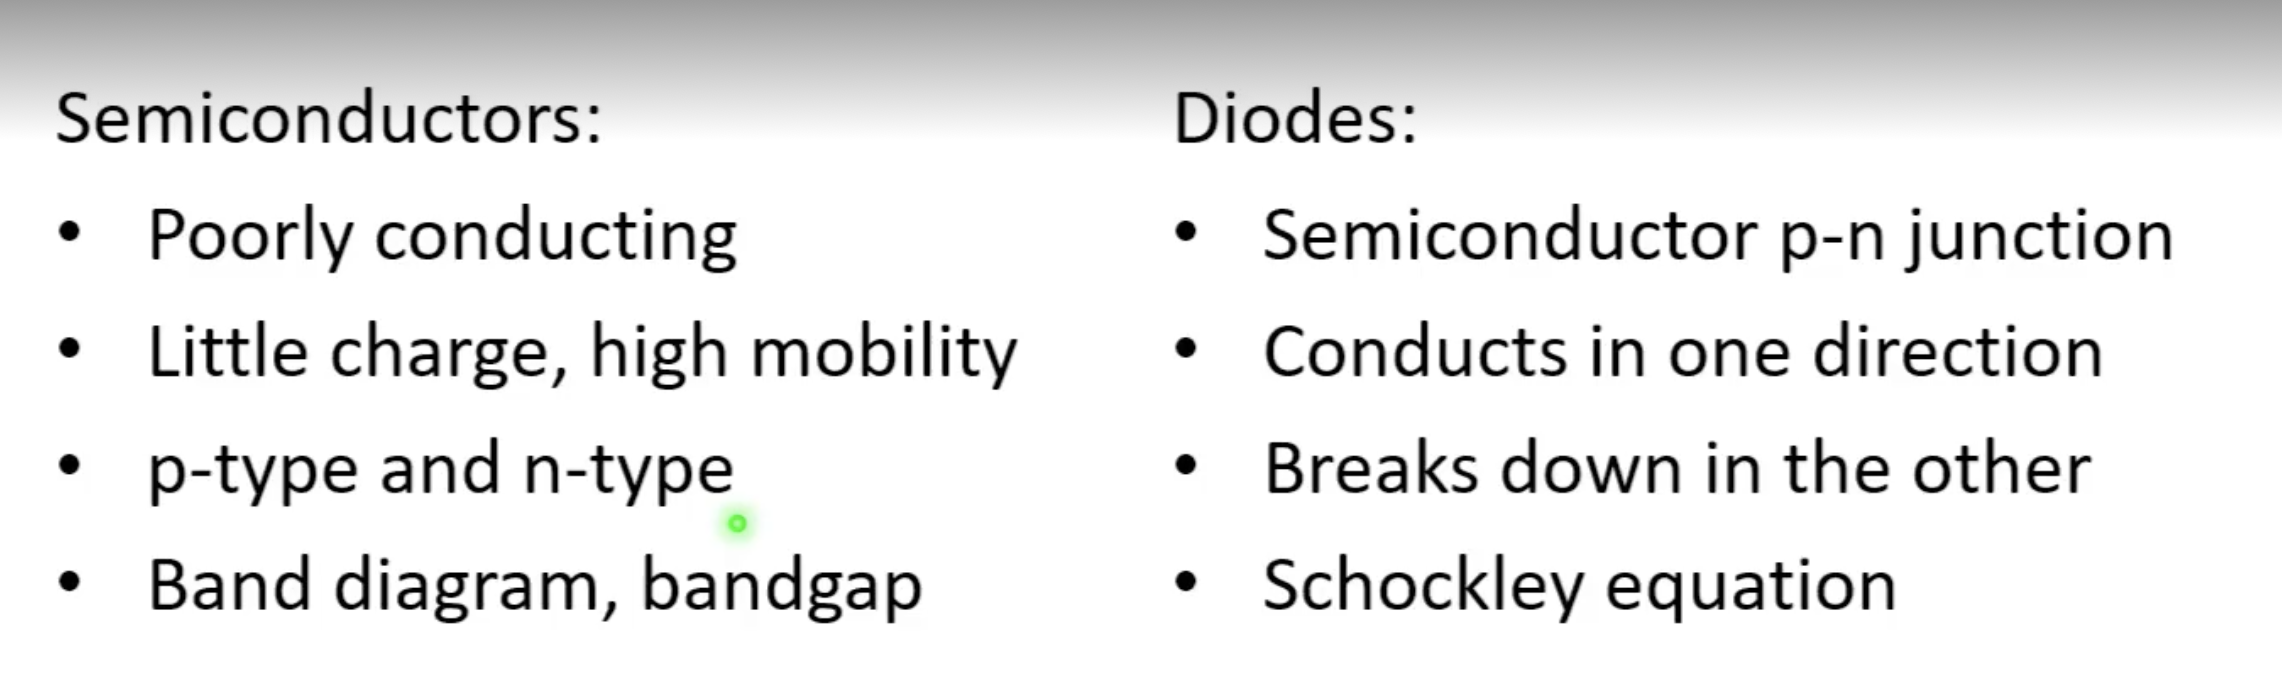 Semiconductors:
• Poorly conducting
• Little charge, high mobility
• p-type and n-type
• Band diagram, bandgap
Diodes:
• Semiconductor p-n junction
• Conducts in one direction
• Breaks down in the other
• Schockley equation